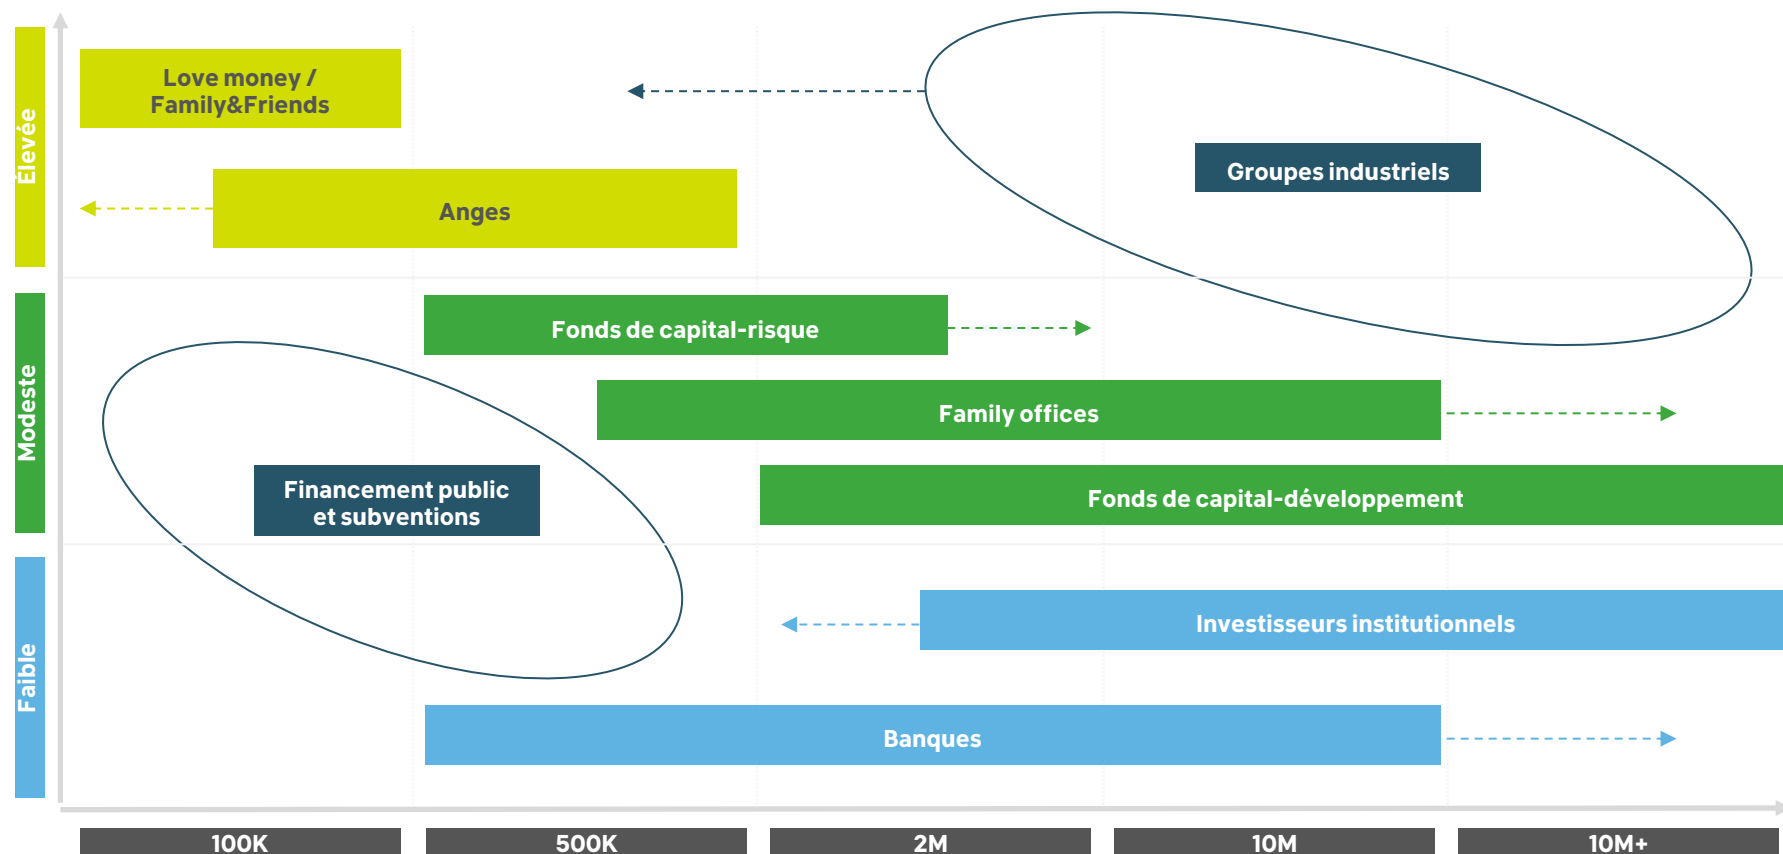 Élevée
Love money /
Family&Friends
Groupes industriels
Anges
Modeste
Fonds de capital-risque
Family offices
Financement public
et subventions
Fonds de capital-développement
Faible
Investisseurs institutionnels
Banques
100K
500K
2M
10M
10M+